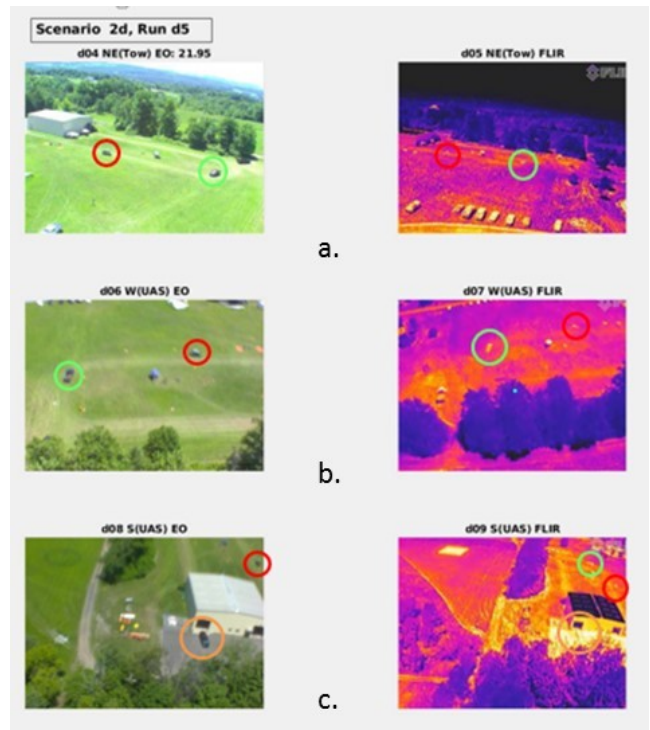 Scenario 2d, Run d5
d04 NE(Tow) EO: 21.95
d05 NE(Tow) FLIR
a.
d06 W(UAS) EO
d07 W(UAS) FLIR
b.
d08 S(UAS) EO
d09 S(UAS) FLIR
c.